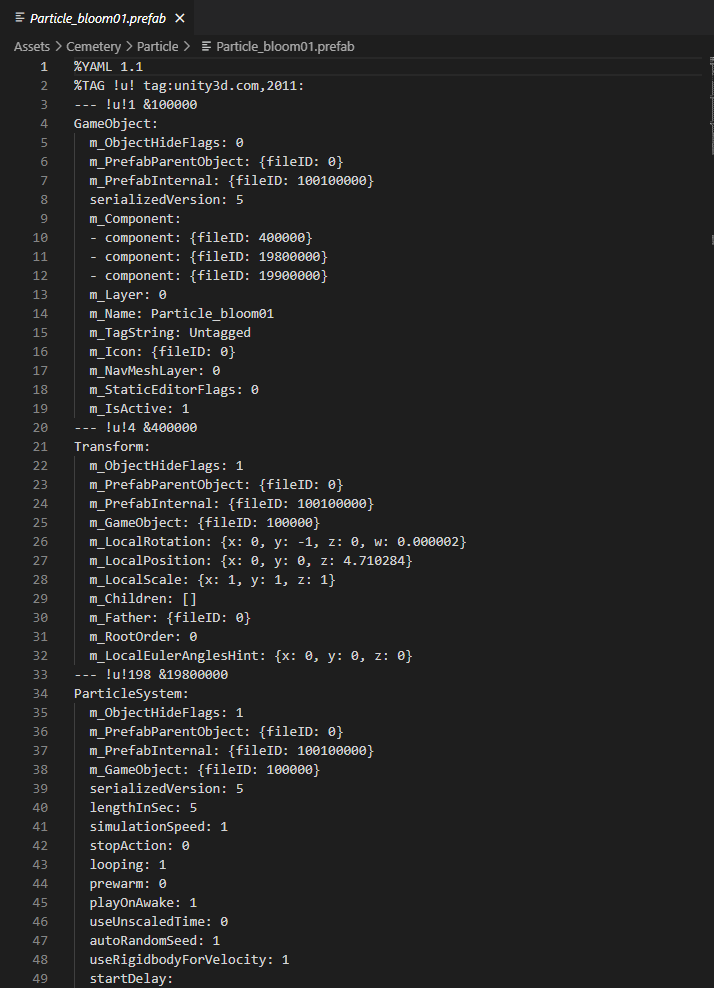 Particle_bloom01.prefab ×
Assets > Cemetery > Particle > Particle_bloom01.prefab
1 %YAML 1.1
2 %TAG !u! tag:unity3d.com,2011:
3 --- !u!1 &100000
4 GameObject:
5 m_ObjectHideFlags: 0
6 m_PrefabParentObject: {fileID: 0}
7 m_PrefabInternal: {fileID: 100100000}
8 serializedVersion: 5
9 m_Component:
10 - component: {fileID: 400000}
11 - component: {fileID: 19800000}
12 - component: {fileID: 19900000}
13 m_Layer: 0
14 m_Name: Particle_bloom01
15 m_TagString: Untagged
16 m_Icon: {fileID: 0}
17 m_NavMeshLayer: 0
18 m_StaticEditorFlags: 0
19 m_IsActive: 1
20 --- !u!4 &400000
21 Transform:
22 m_ObjectHideFlags: 1
23 m_PrefabParentObject: {fileID: 0}
24 m_PrefabInternal: {fileID: 100100000}
25 m_GameObject: {fileID: 100000}
26 m_LocalRotation: {x: 0, y: -1, z: 0, w: 0.000002}
27 m_LocalPosition: {x: 0, y: 0, z: 4.710284}
28 m_LocalScale: {x: 1, y: 1, z: 1}
29 m_Children: []
30 m_Father: {fileID: 0}
31 m_RootOrder: 0
32 m_LocalEulerAnglesHint: {x: 0, y: 0, z: 0}
33 --- !u!198 &19800000
34 ParticleSystem:
35 m_ObjectHideFlags: 1
36 m_PrefabParentObject: {fileID: 0}
37 m_PrefabInternal: {fileID: 100100000}
38 m_GameObject: {fileID: 100000}
39 serializedVersion: 5
40 lengthInSec: 5
41 simulationSpeed: 1
42 stopAction: 0
43 looping: 1
44 prewarm: 0
45 playOnAwake: 1
46 useUnscaledTime: 0
47 autoRandomSeed: 1
48 useRigidbodyForVelocity: 1
49 startDelay: